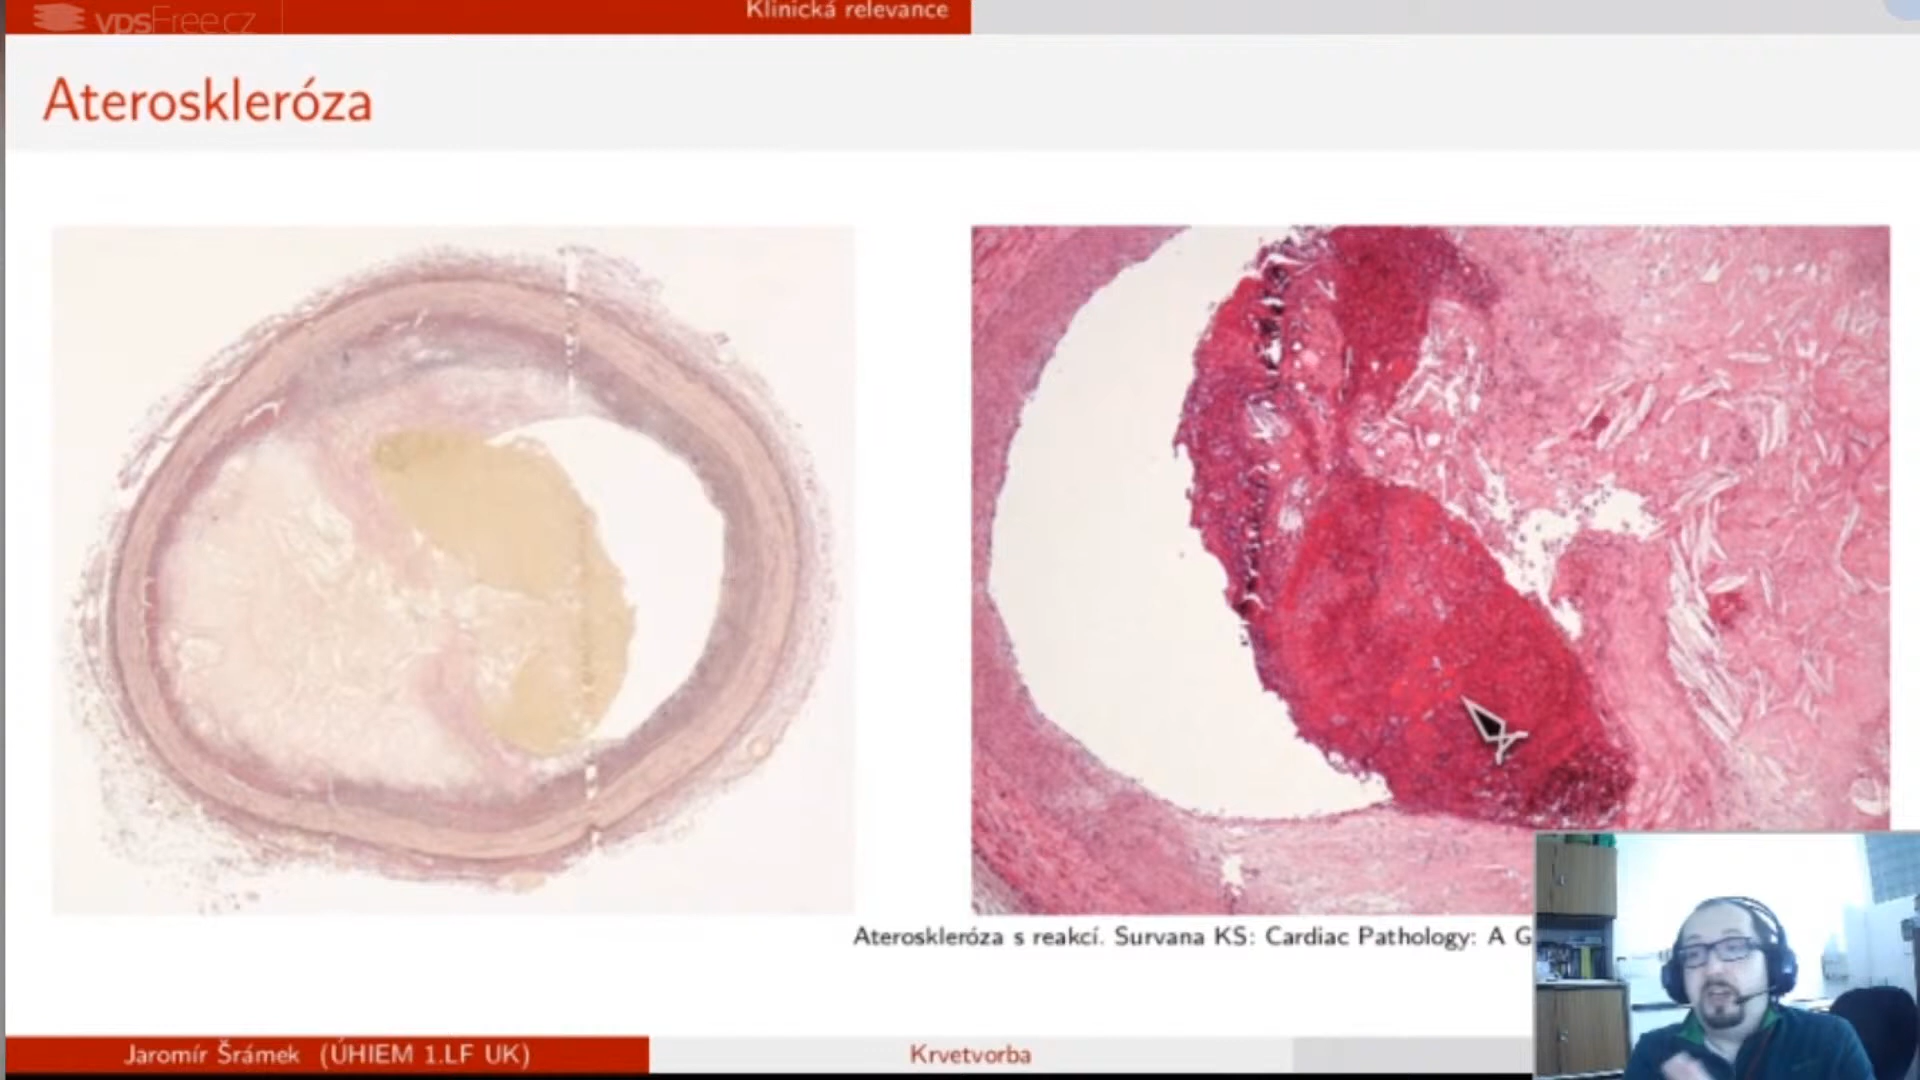 vpsFree.cz
Klinická relevance
Ateroskleróza
Ateroskleróza s reakcí. Survana KS: Cardiac Pathology: A G
Jaromír Šrámek (ÚHIEM 1.LF UK)
Krvetvorba